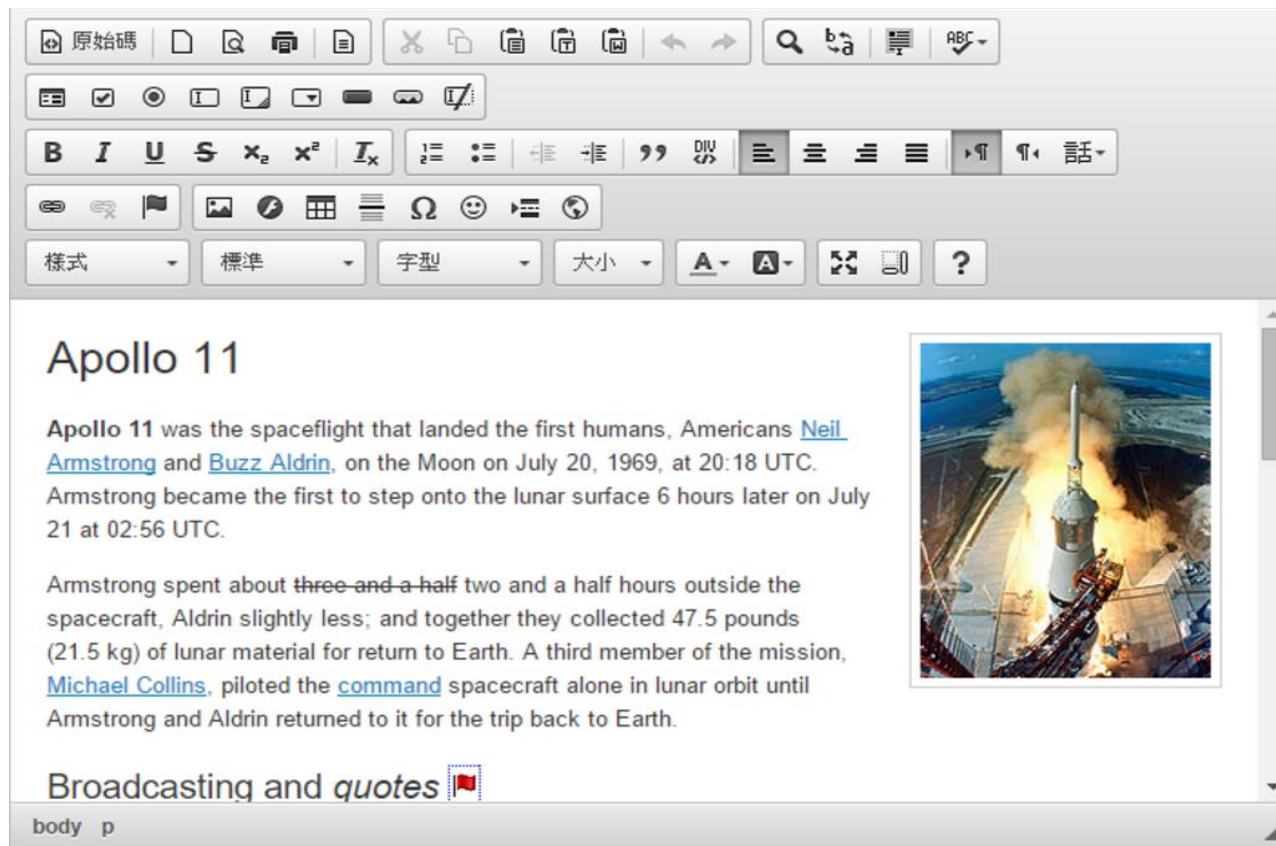 原始碼
ABC
B I U S x₂ x² Iₓ 1 2 DIV 話
Ω
樣式 標準 字型 大小 A A ?
Apollo 11
Apollo 11 was the spaceflight that landed the first humans, Americans Neil
Armstrong and Buzz Aldrin, on the Moon on July 20, 1969, at 20:18 UTC.
Armstrong became the first to step onto the lunar surface 6 hours later on July
21 at 02:56 UTC.
Armstrong spent about three and a half two and a half hours outside the
spacecraft, Aldrin slightly less; and together they collected 47.5 pounds
(21.5 kg) of lunar material for return to Earth. A third member of the mission,
Michael Collins, piloted the command spacecraft alone in lunar orbit until
Armstrong and Aldrin returned to it for the trip back to Earth.
Broadcasting and quotes
body p